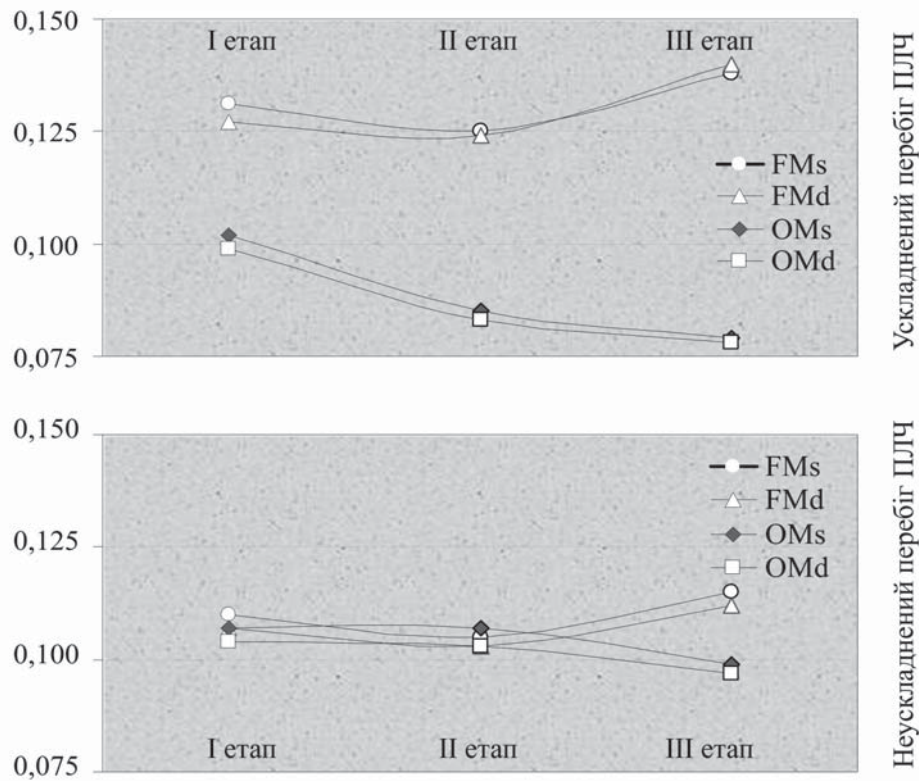 0,150
I етап II етап III етап
0,125
FMs
FMd
0,100
OMs
OMd
0,075
Ускладнений перебіг ПЛЧ
0,150
FMs
FMd
0,125
OMs
OMd
0,100
I етап II етап III етап
0,075
Неускладнений перебіг ПЛЧ